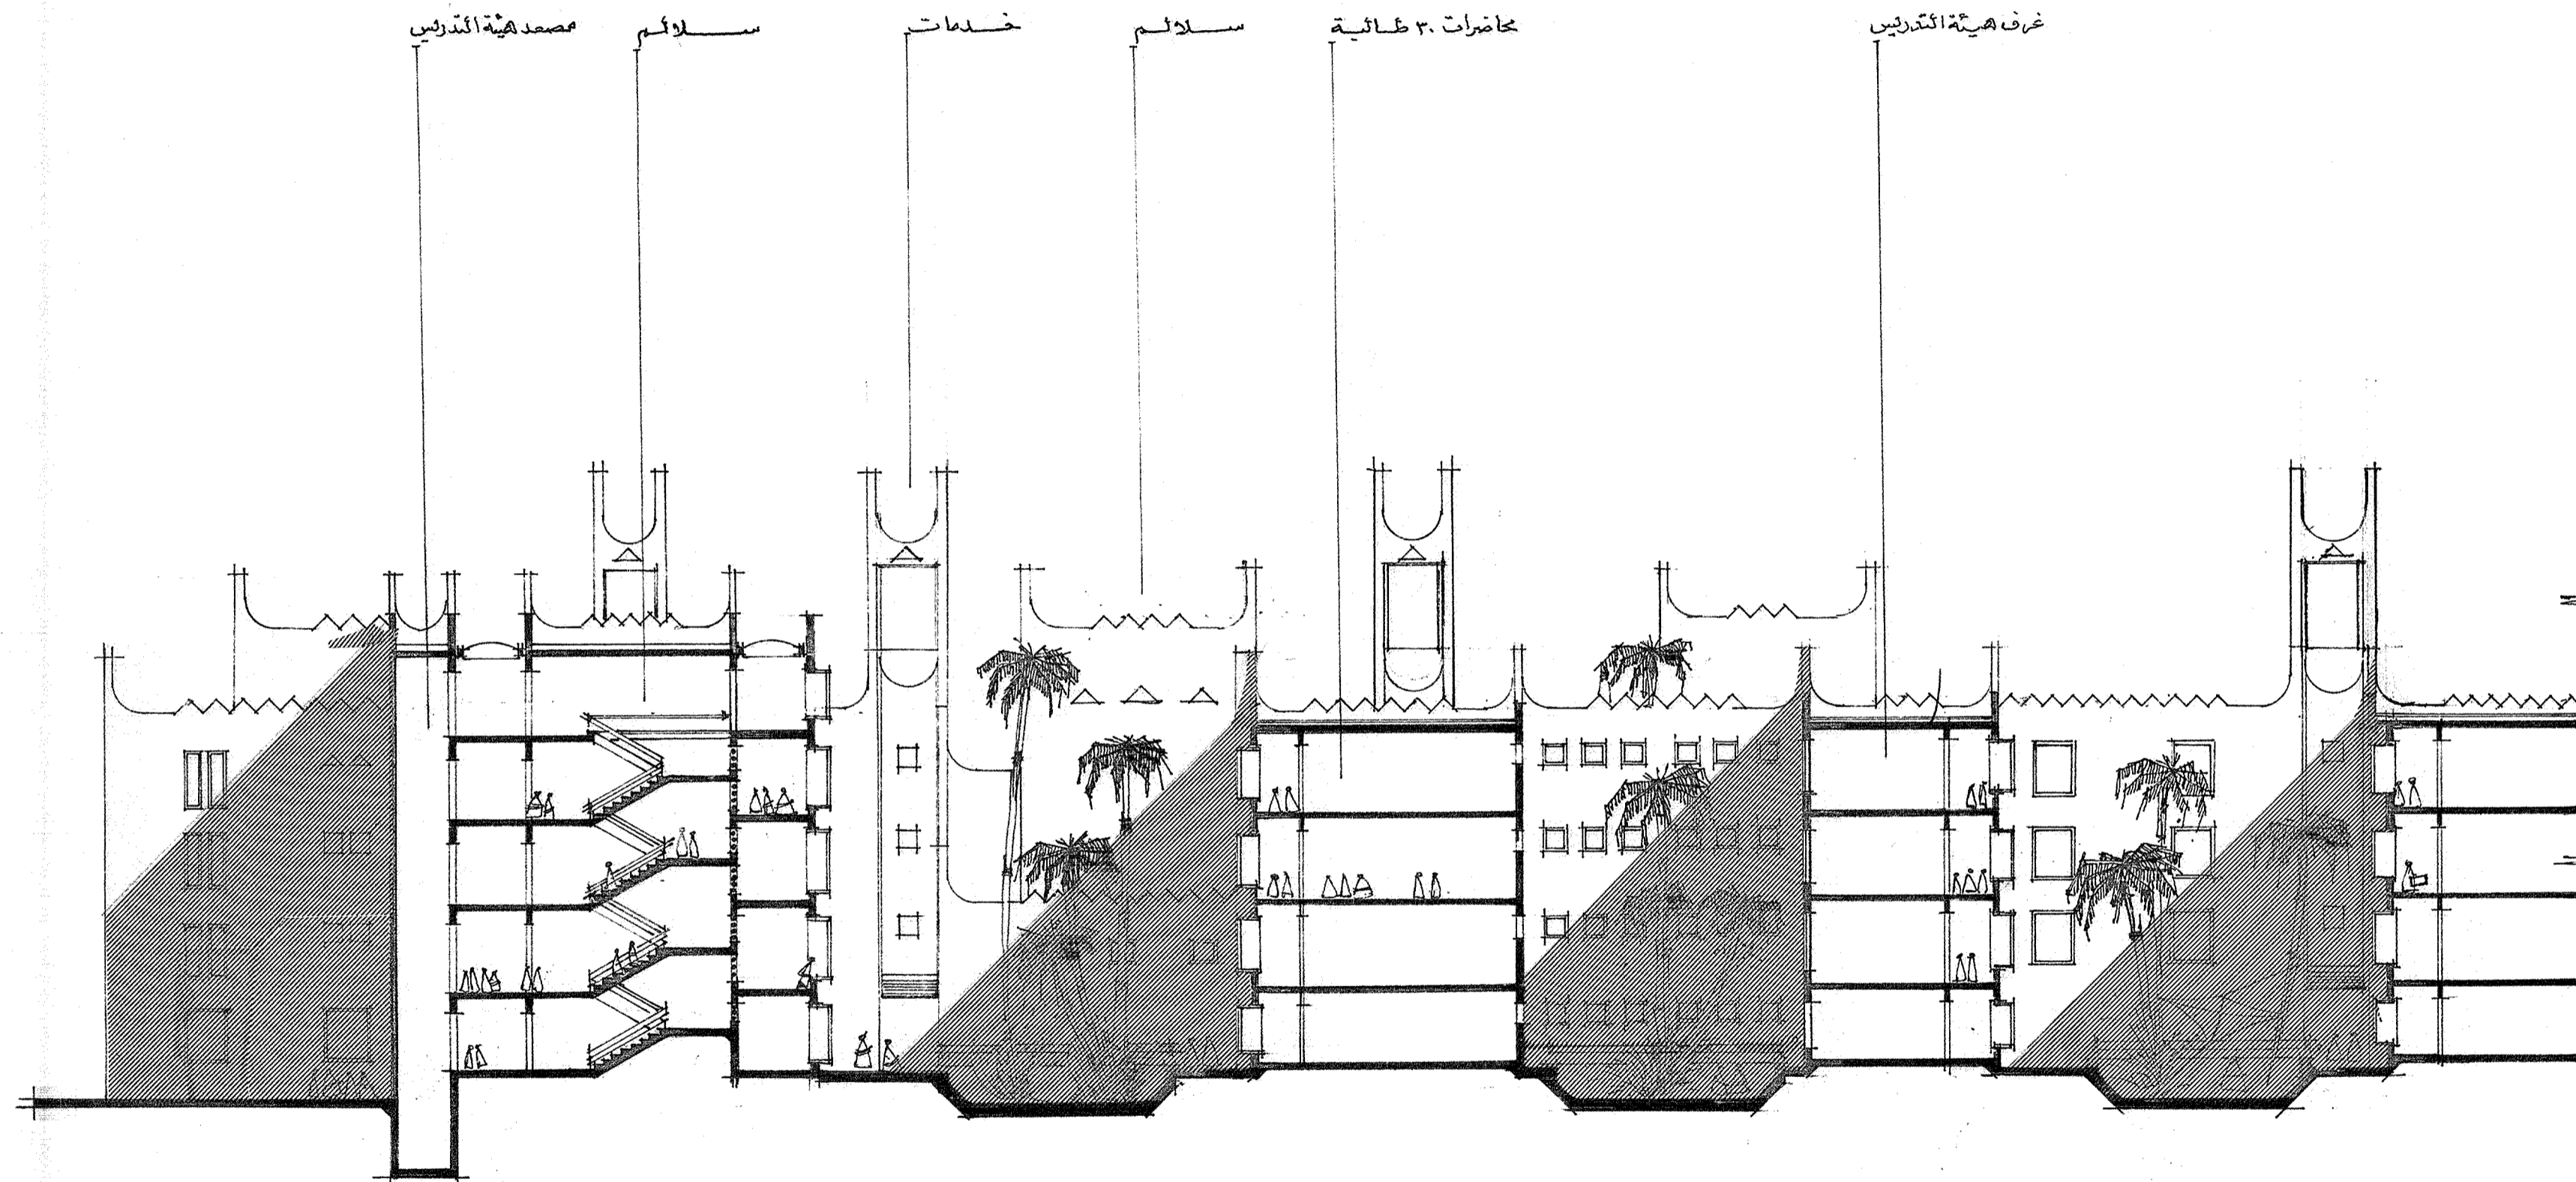 غرف هيئة التدريس
محاضرات ٣٠ طالبة
سلالم
خدمات
سلالم
مصعد هيئة التدريس